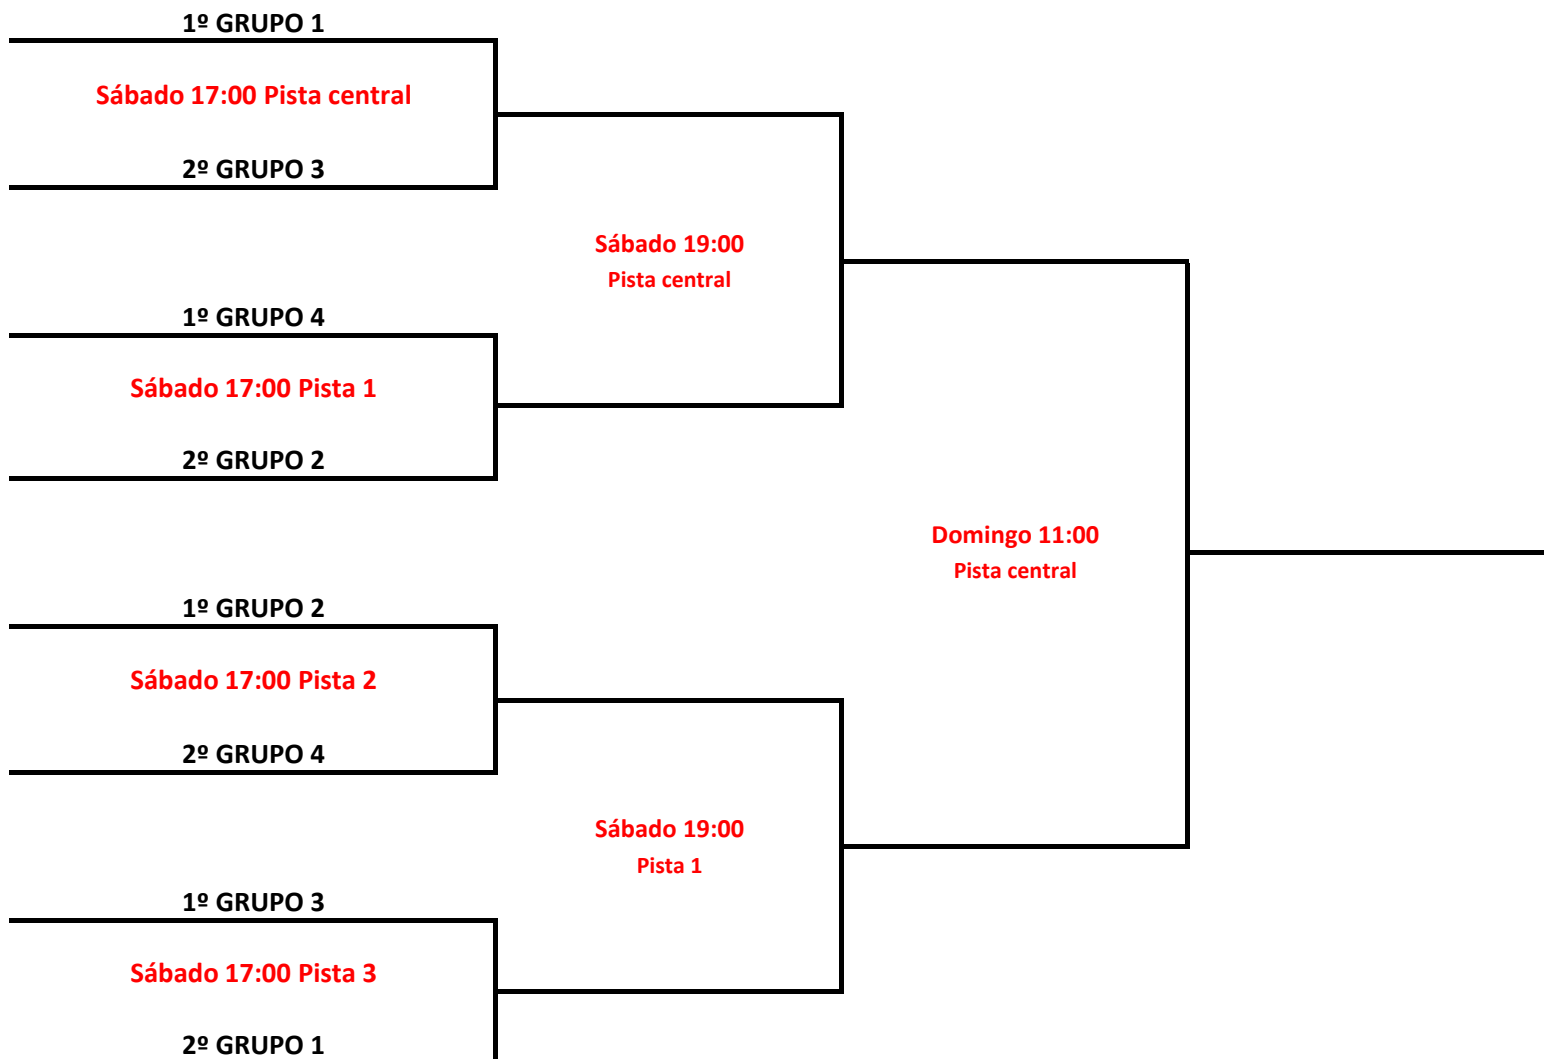 1º GRUPO 1
Sábado 17:00 Pista central
2º GRUPO 3
Sábado 19:00
Pista central
1º GRUPO 4
Sábado 17:00 Pista 1
2º GRUPO 2
Domingo 11:00
Pista central
1º GRUPO 2
Sábado 17:00 Pista 2
2º GRUPO 4
Sábado 19:00
Pista 1
1º GRUPO 3
Sábado 17:00 Pista 3
2º GRUPO 1